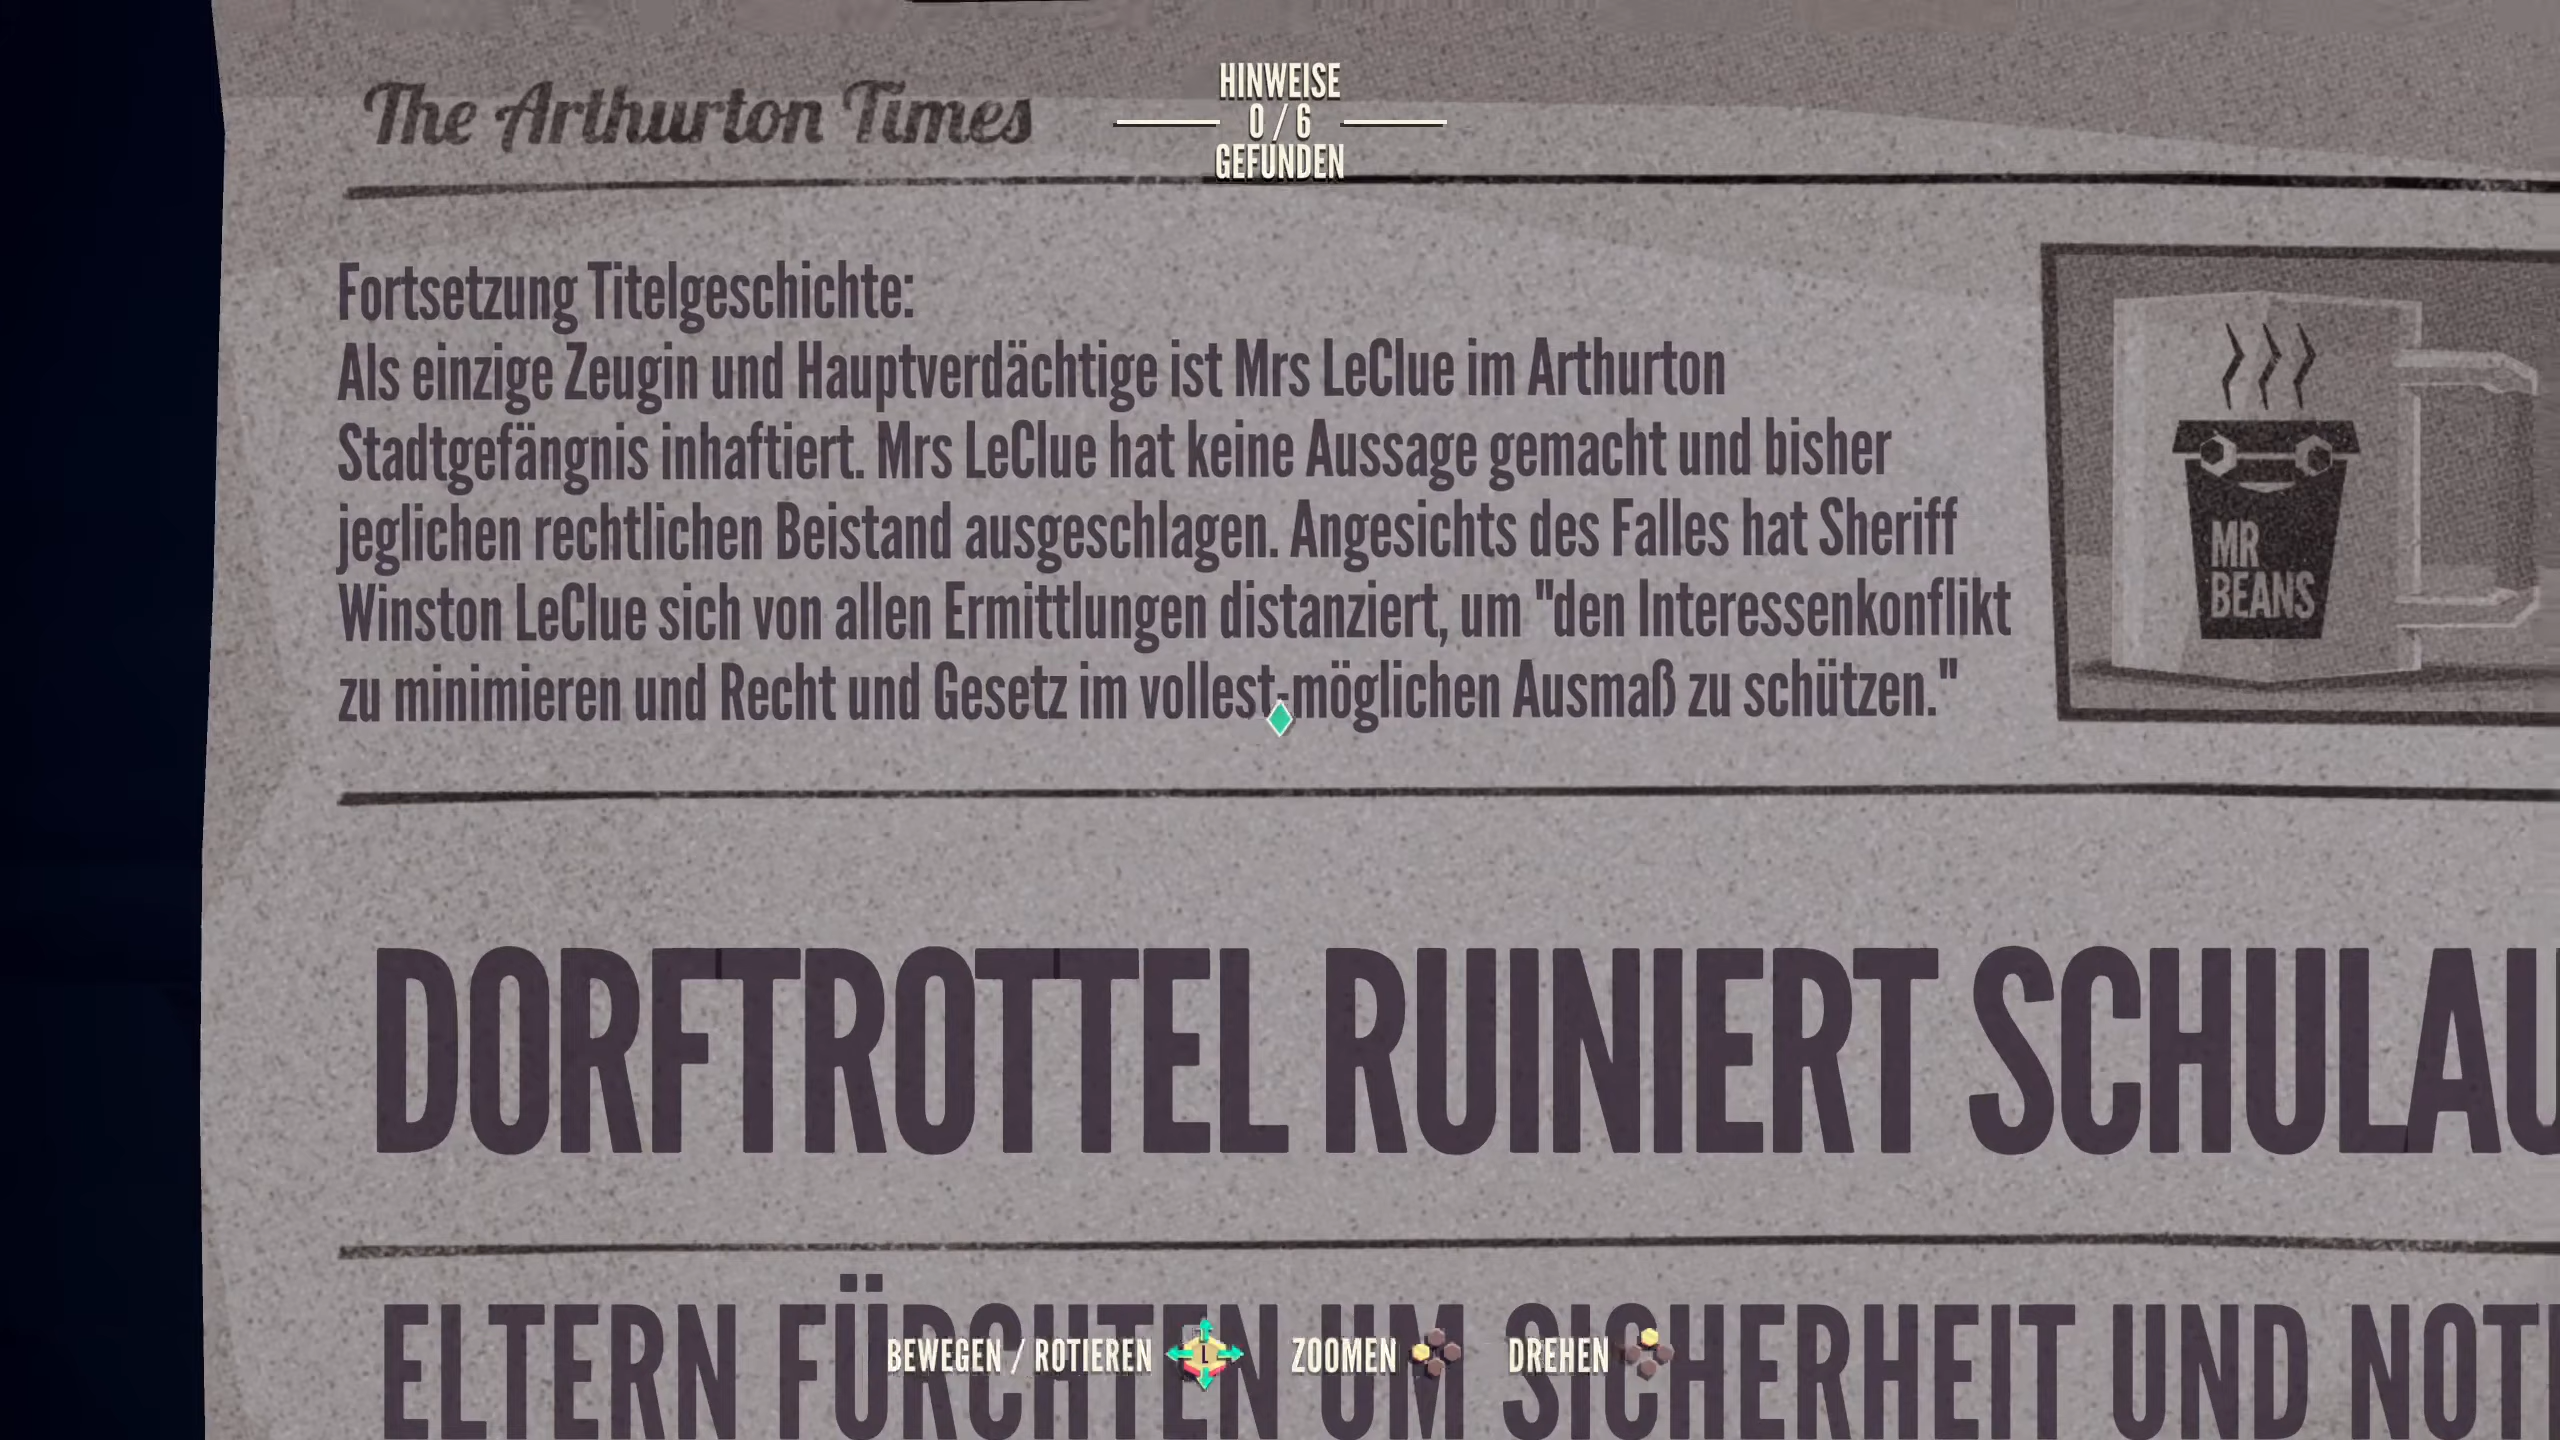 The Arthurton Times
HINWEISE
0 / 6
GEFUNDEN
Fortsetzung Titelgeschichte:
Als einzige Zeugin und Hauptverdächtige ist Mrs LeClue im Arthurton
Stadtgefängnis inhaftiert. Mrs LeClue hat keine Aussage gemacht und bisher
jeglichen rechtlichen Beistand ausgeschlagen. Angesichts des Falles hat Sheriff
Winston LeClue sich von allen Ermittlungen distanziert, um "den Interessenkonflikt
zu minimieren und Recht und Gesetz im vollest-möglichen Ausmaß zu schützen."
MR
BEANS
DORFTROTTEL RUINIERT SCHULAU
ELTERN FÜRCHTEN UM SICHERHEIT UND NOT
BEWEGEN / ROTIEREN L ZOOMEN DREHEN